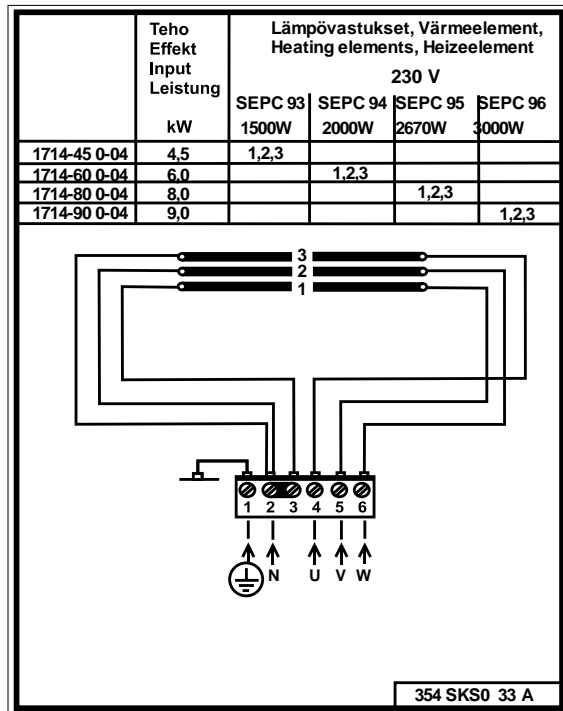 Teho
Effekt
Input
Leistung
kW
Lämpövastukset, Värmeelement,
Heating elements, Heizeelement
230 V
SEPC 93 SEPC 94 SEPC 95 SEPC 96
1500W 2000W 2670W 3000W
1714-45 0-04 4,5 1,2,3
1714-60 0-04 6,0 1,2,3
1714-80 0-04 8,0 1,2,3
1714-90 0-04 9,0 1,2,3
3
2
1
1 2 3 4 5 6
N U V W
354 SKS0 33 A